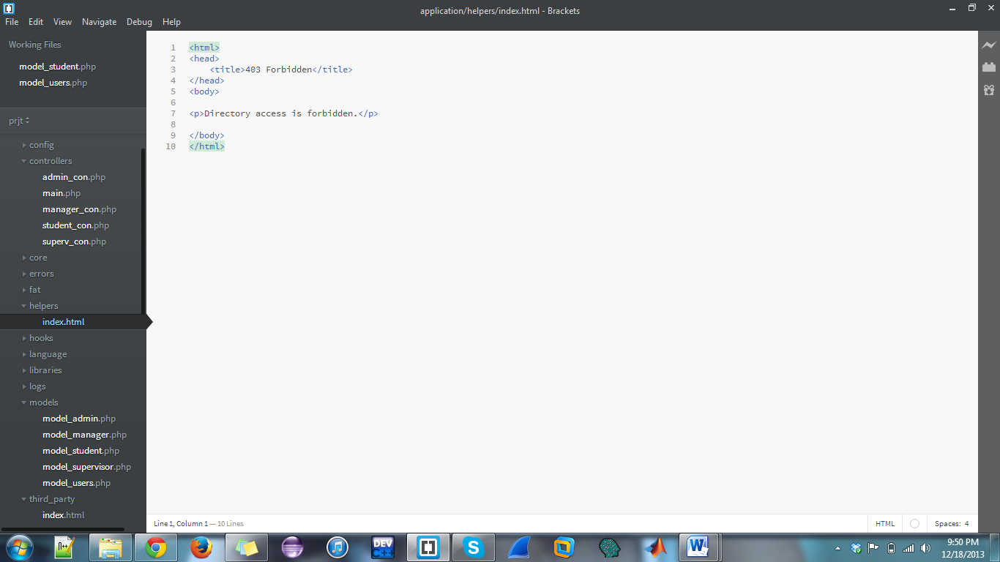 application/helpers/index.html - Brackets
File Edit View Navigate Debug Help
Working Files
model_student.php
model_users.php
prjt
config
controllers
admin_con.php
main.php
manager_con.php
student_con.php
superv_con.php
core
errors
fat
helpers
index.html
hooks
language
libraries
logs
models
model_admin.php
model_manager.php
model_student.php
model_supervisor.php
model_users.php
third_party
index.html
1 <html>
2 <head>
3 <title>403 Forbidden</title>
4 </head>
5 <body>
6
7 <p>Directory access is forbidden.</p>
8
9 </body>
10 </html>
Line 1, Column 1 — 10 Lines
HTML
Spaces: 4
DEV
C++
S
W
9:50 PM
12/18/2013